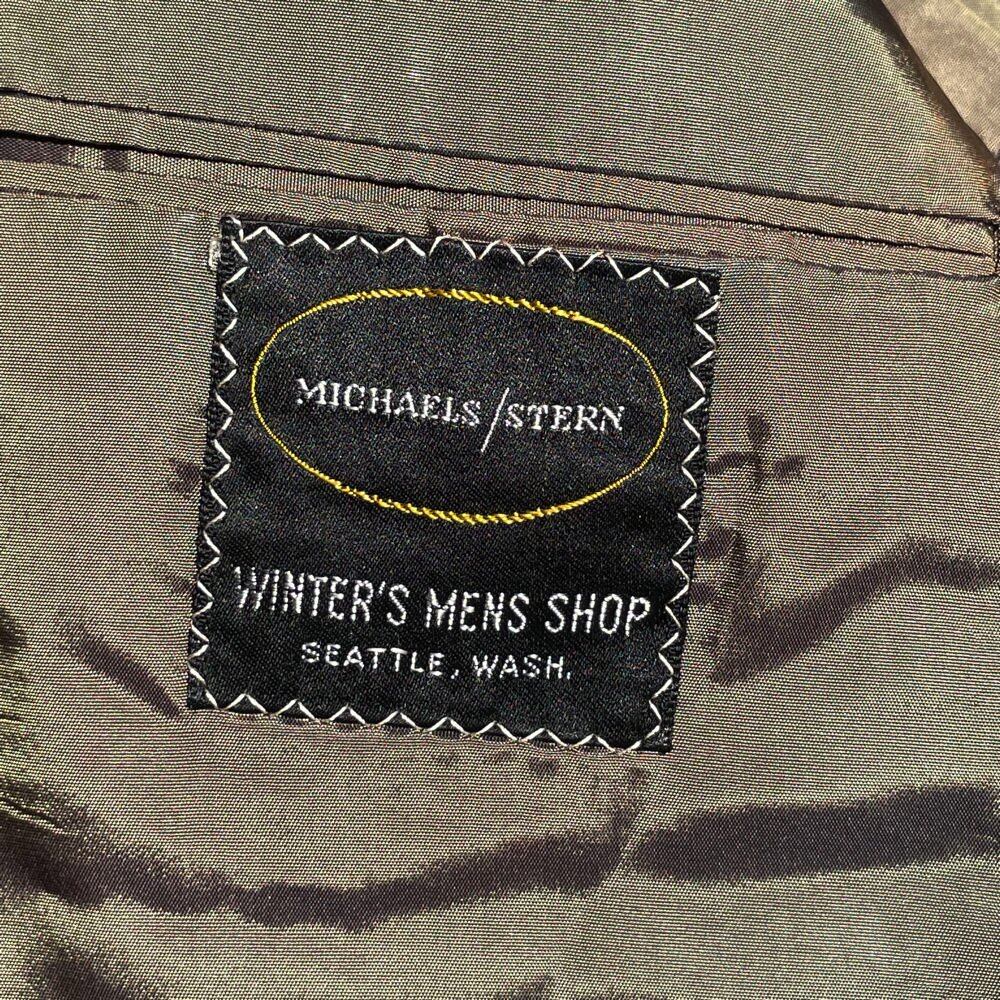 MICHAELS/STERN
WINTER'S MENS SHOP
SEATTLE, WASH.